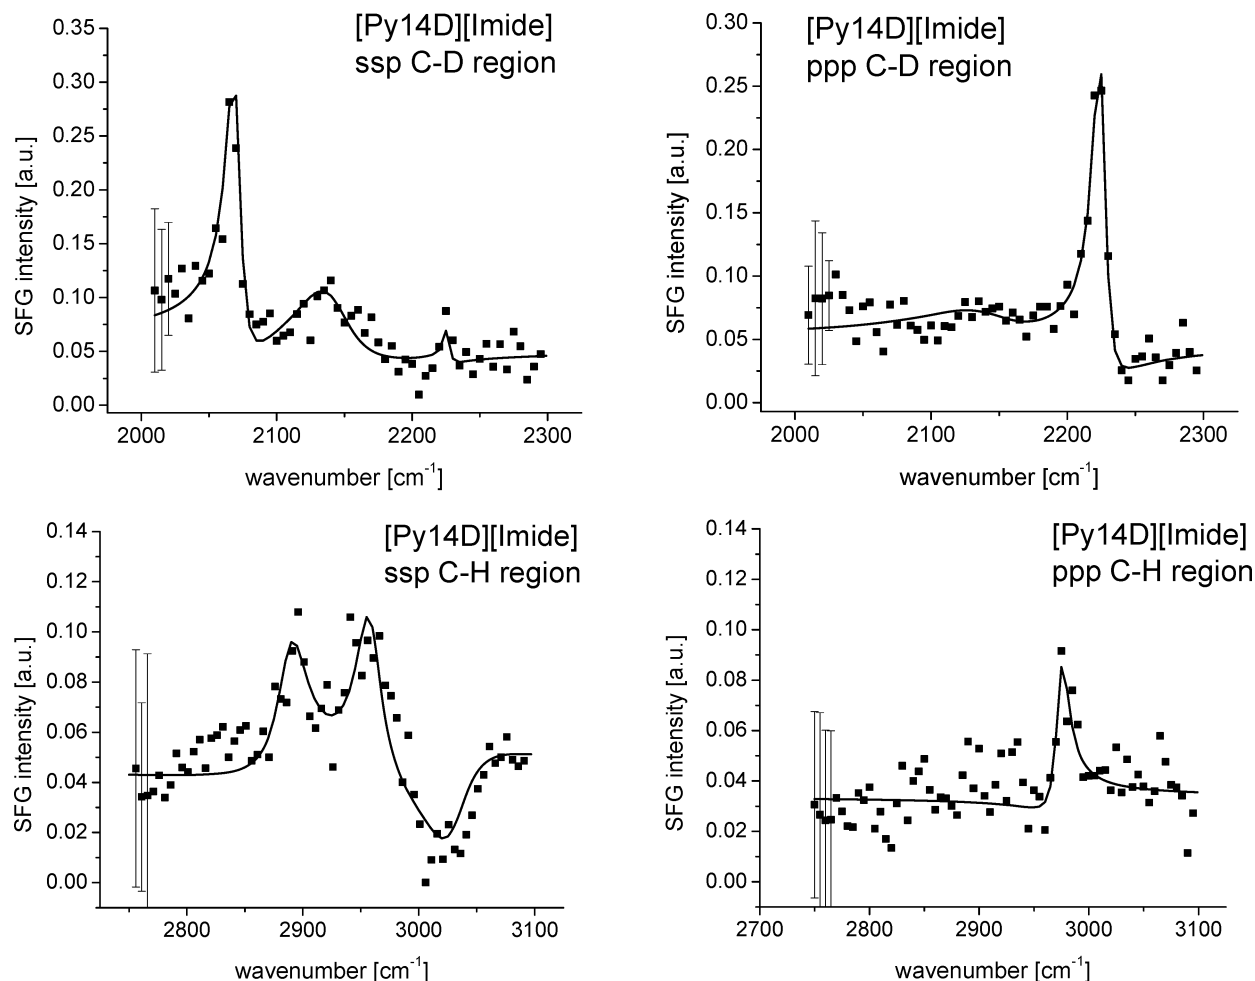 [Py14D][Imide]
ssp C-D region
0.35
0.30
0.25
0.20
0.15
0.10
0.05
0.00
SFG intensity [a.u.]
2000 2100 2200 2300
wavenumber [cm⁻¹]
[Py14D][Imide]
ppp C-D region
0.30
0.25
0.20
0.15
0.10
0.05
0.00
SFG intensity [a.u.]
2000 2100 2200 2300
wavenumber [cm⁻¹]
[Py14D][Imide]
ssp C-H region
0.14
0.12
0.10
0.08
0.06
0.04
0.02
0.00
SFG intensity [a.u.]
2800 2900 3000 3100
wavenumber [cm⁻¹]
[Py14D][Imide]
ppp C-H region
0.14
0.12
0.10
0.08
0.06
0.04
0.02
0.00
SFG intensity [a.u.]
2700 2800 2900 3000 3100
wavenumber [cm⁻¹]